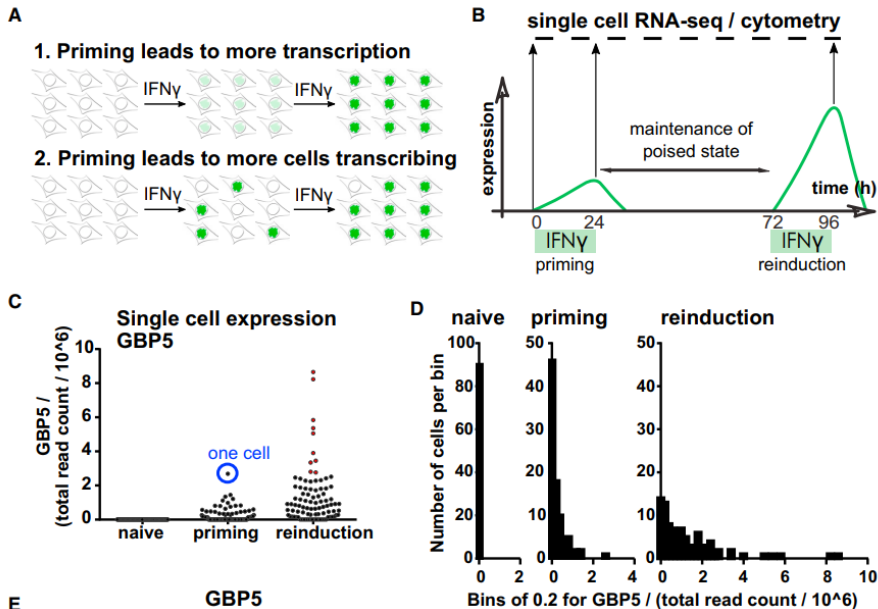 A
1. Priming leads to more transcription
IFNγ IFNγ
2. Priming leads to more cells transcribing
IFNγ IFNγ
B
single cell RNA-seq / cytometry
expression
maintenance of
poised state
time (h)
0 24 72 96
IFNγ IFNγ
priming reinduction
C
Single cell expression
GBP5
GBP5 /
(total read count / 10^6)
10
8
6
4
2
0
one cell
naive priming reinduction
D
naive priming reinduction
Number of cells per bin
100 50 50
80 40 40
60 30 30
40 20 20
20 10 10
0 0 0
0 2 0 2 4 0 2 4 6 8 10
Bins of 0.2 for GBP5 / (total read count / 10^6)
E
GBP5